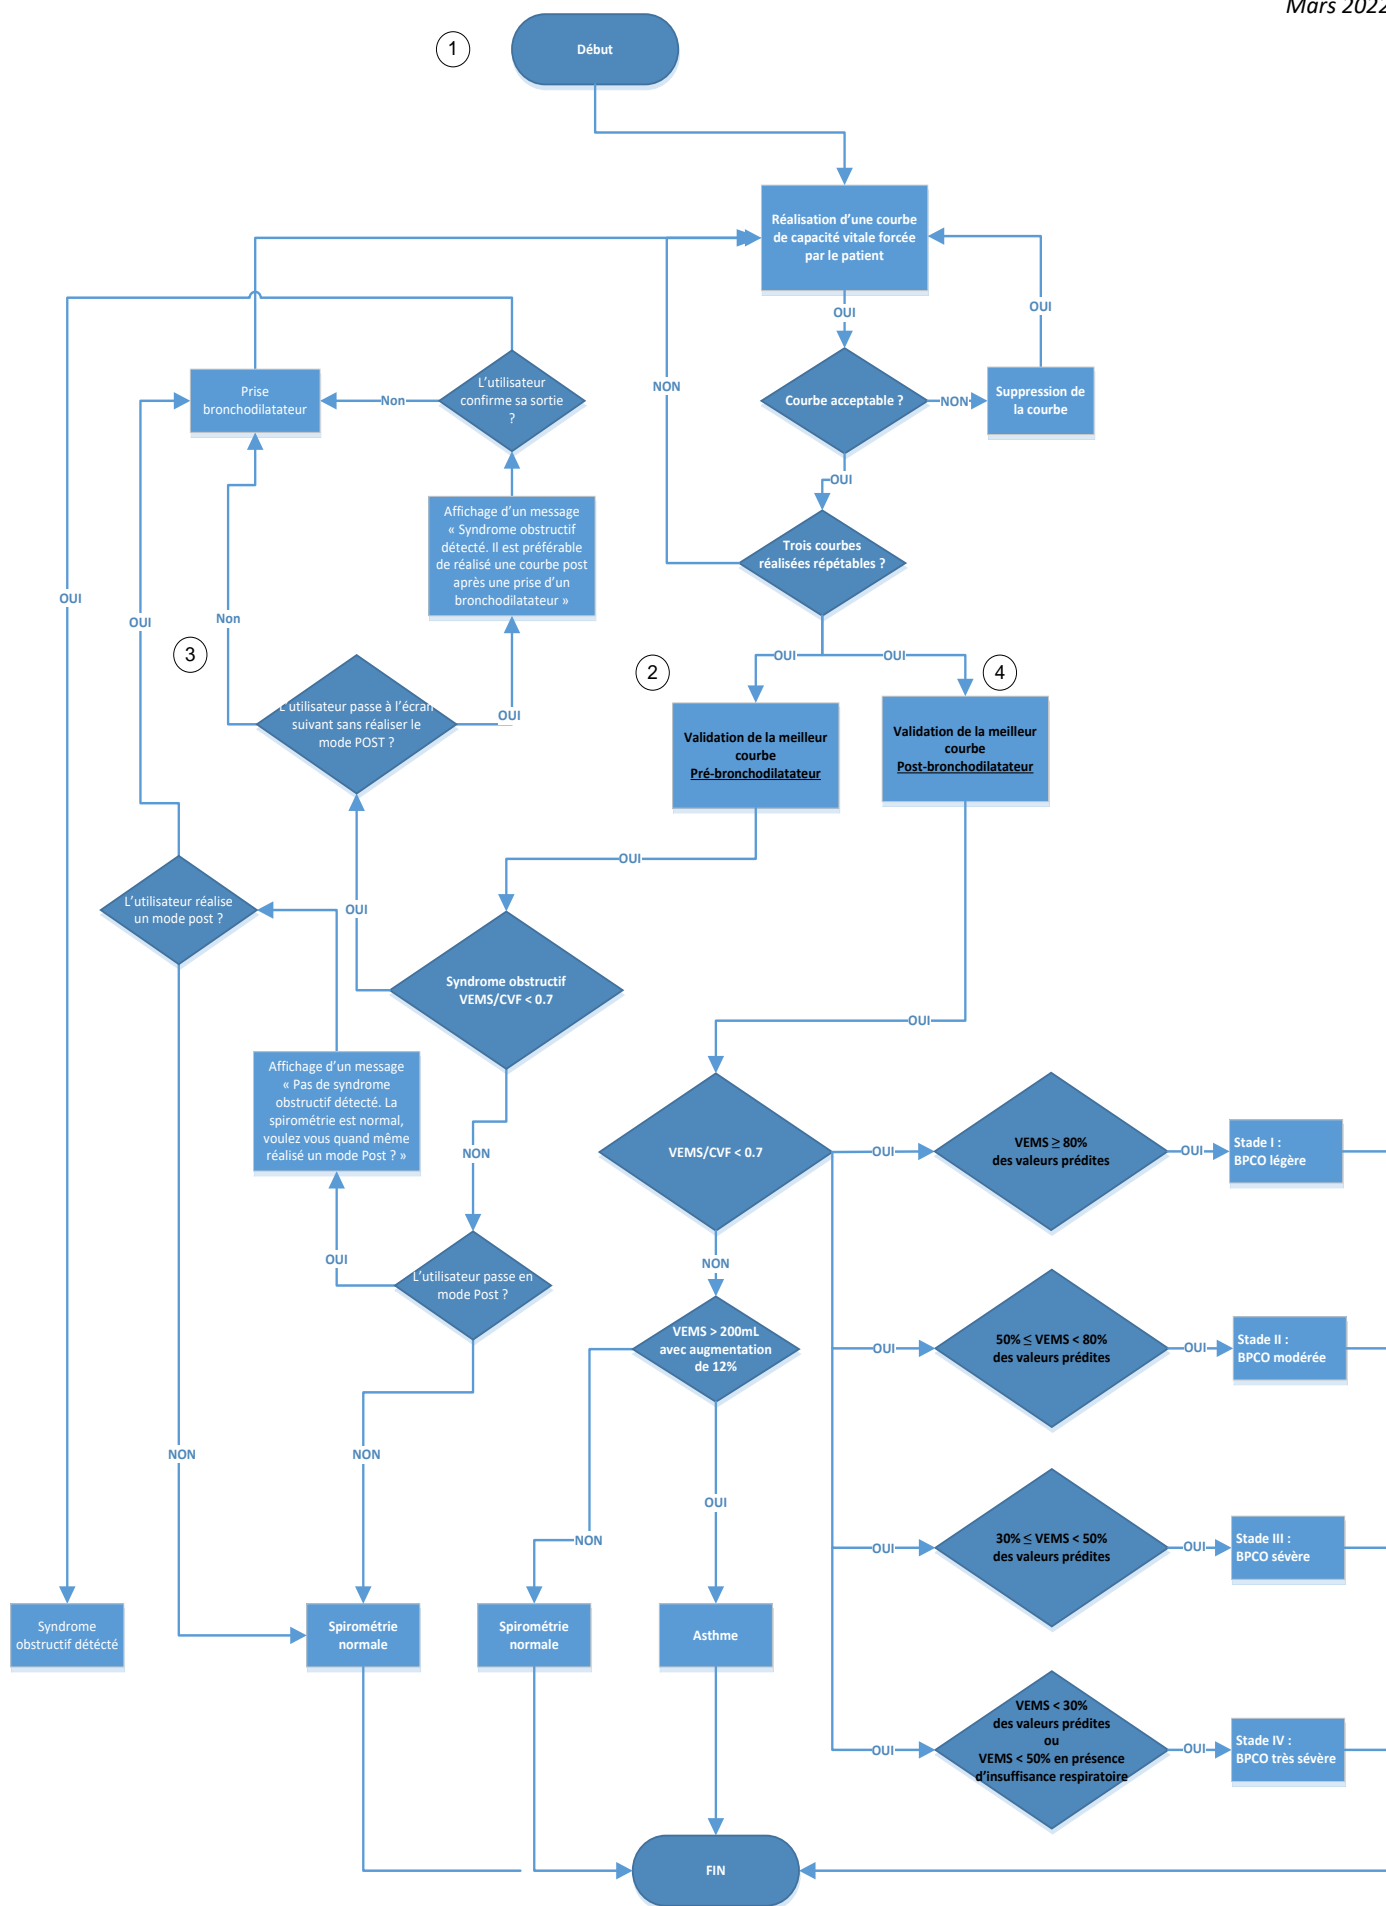 Mars 2022
1
Début
Réalisation d'une courbe
de capacité vitale forcée
par le patient
OUI
OUI
Prise
bronchodilatateur
Non
L'utilisateur
confirme sa sortie
?
NON
Courbe acceptable ?
NON
Suppression de
la courbe
OUI
Affichage d'un message
« Syndrome obstructif
détecté. Il est préférable
de réalisé une courbe post
après une prise d'un
bronchodilatateur »
Trois courbes
réalisées répétables ?
OUI
OUI
Non
3
OUI
OUI
2
4
L'utilisateur passe à l'écran
suivant sans réaliser le
mode POST ?
OUI
Validation de la meilleur
courbe
Pré-bronchodilatateur
Validation de la meilleur
courbe
Post-bronchodilatateur
OUI
L'utilisateur réalise
un mode post ?
OUI
Syndrome obstructif
VEMS/CVF < 0.7
OUI
Affichage d'un message
« Pas de syndrome
obstructif détecté. La
spirométrie est normal,
voulez vous quand même
réalisé un mode Post ? »
NON
VEMS/CVF < 0.7
OUI
VEMS ≥ 80%
des valeurs prédites
OUI
Stade I :
BPCO légère
OUI
L'utilisateur passe en
mode Post ?
NON
VEMS > 200mL
avec augmentation
de 12%
OUI
50% ≤ VEMS < 80%
des valeurs prédites
OUI
Stade II :
BPCO modérée
NON
NON
OUI
NON
OUI
30% ≤ VEMS < 50%
des valeurs prédites
OUI
Stade III :
BPCO sévère
Syndrome
obstructif détécté
Spirométrie
normale
Spirométrie
normale
Asthme
OUI
VEMS < 30%
des valeurs prédites
ou
VEMS < 50% en présence
d'insuffisance respiratoire
OUI
Stade IV :
BPCO très sévère
FIN